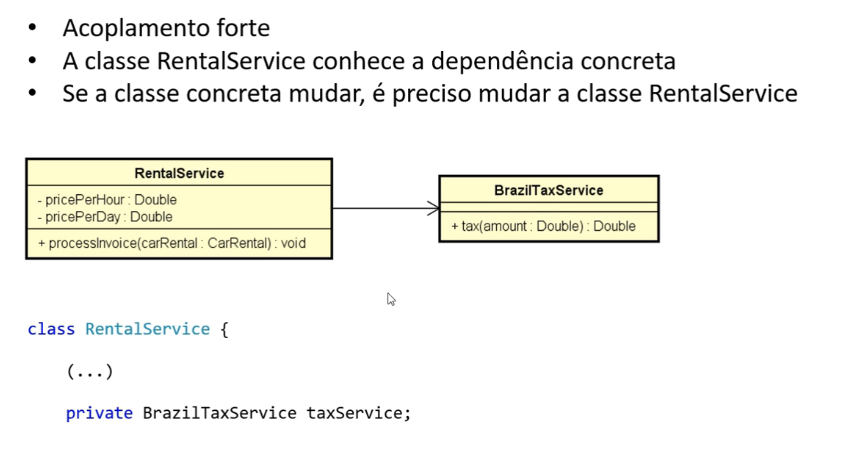 • Acoplamento forte
• A classe RentalService conhece a dependência concreta
• Se a classe concreta mudar, é preciso mudar a classe RentalService
RentalService
- pricePerHour : Double
- pricePerDay : Double
+ processInvoice(carRental : CarRental) : void
BrazilTaxService
+ tax(amount : Double) : Double
class RentalService {
(...)
private BrazilTaxService taxService;